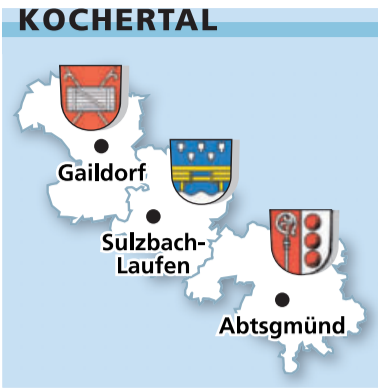 KOCHERTAL
Gaildorf
Sulzbach-
Laufen
Abtsgmünd